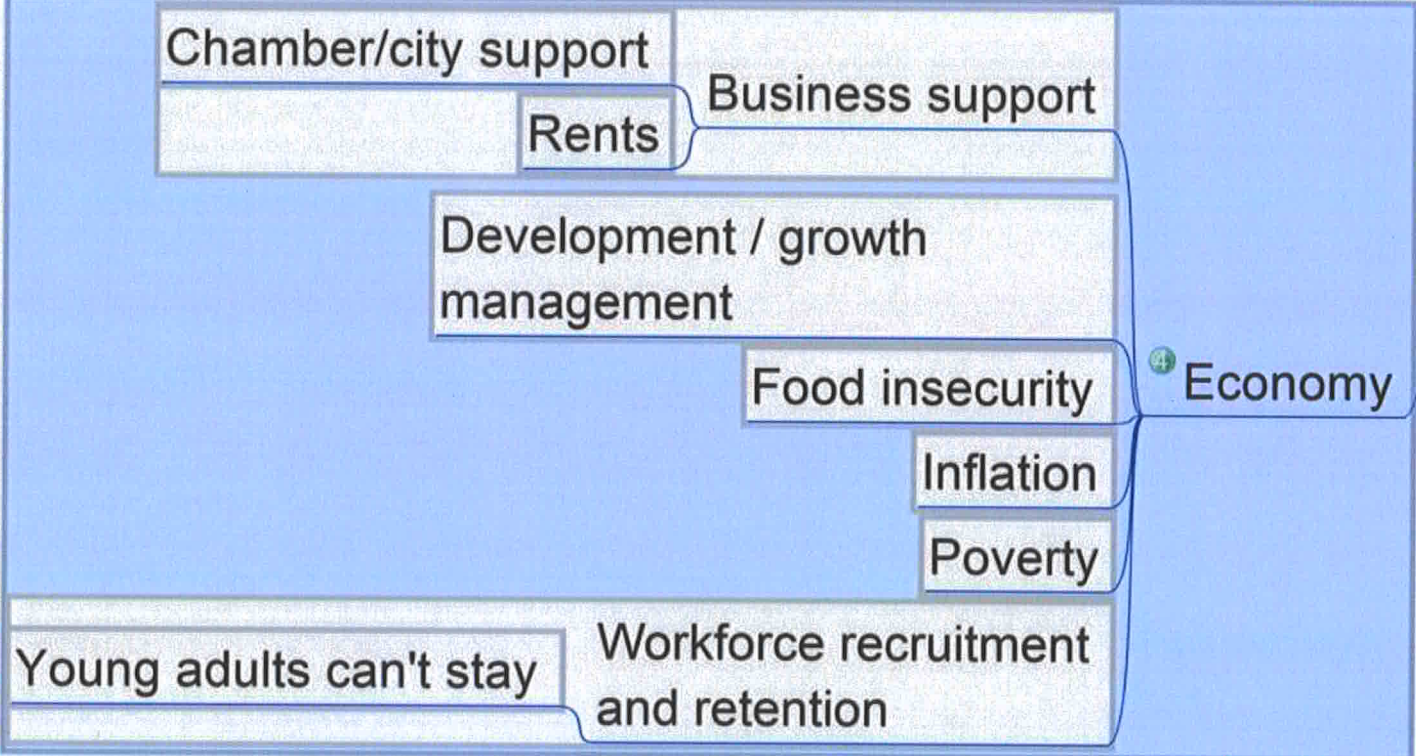 Chamber/city support
Business support
Rents
Development / growth
management
Food insecurity
4
Economy
Inflation
Poverty
Workforce recruitment
and retention
Young adults can't stay